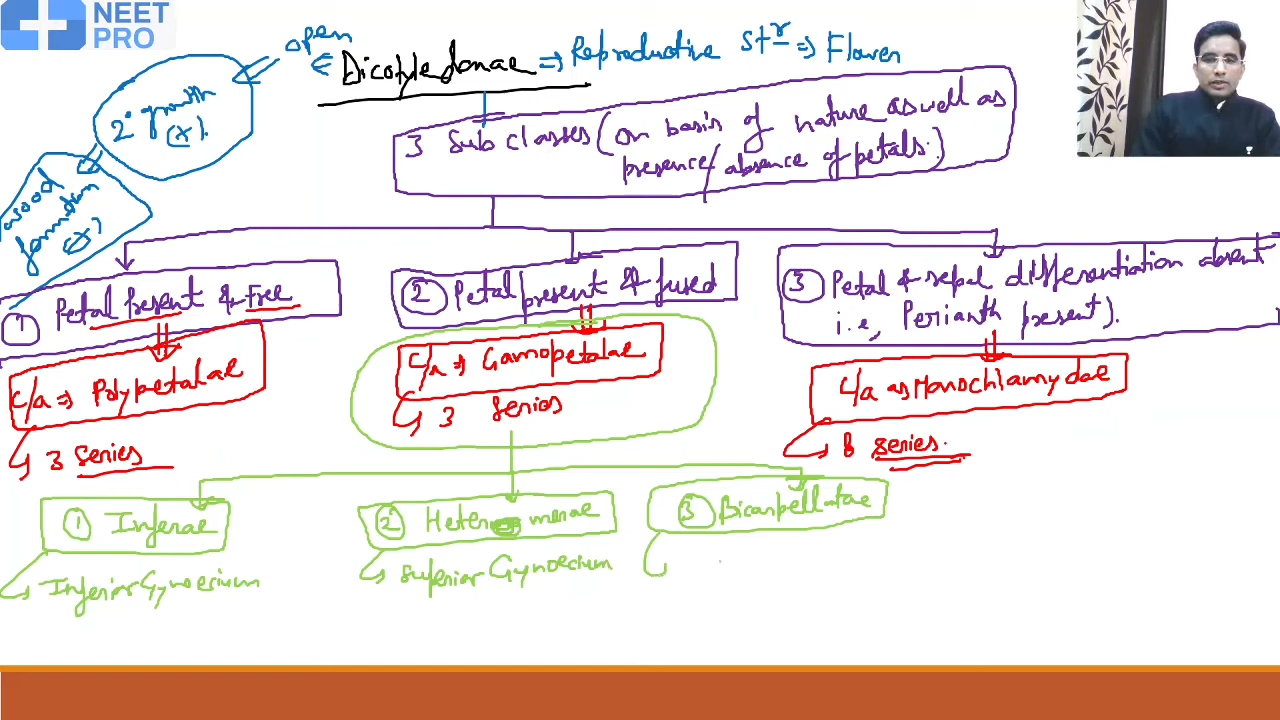 NEET
PRO
open
Dicotyledonae => Reproductive Str => Flower
2° growth
(x).
wood
formation
(x)
3 Sub classes (on basis of nature as well as
presence/absence of petals.)
① Petal Present & Free
② Petal present & fused
③ Petal & sepal differentiation absent
i.e., Perianth present).
C/a => Polypetalae
C/a => Gamopetalae
C/a as Monochlamydae
3 Series
3 Series
8 series.
① Inferae
② Heteromerae
③ Bicarpellatae
Inferior Gynoecium
Superior Gynoecium